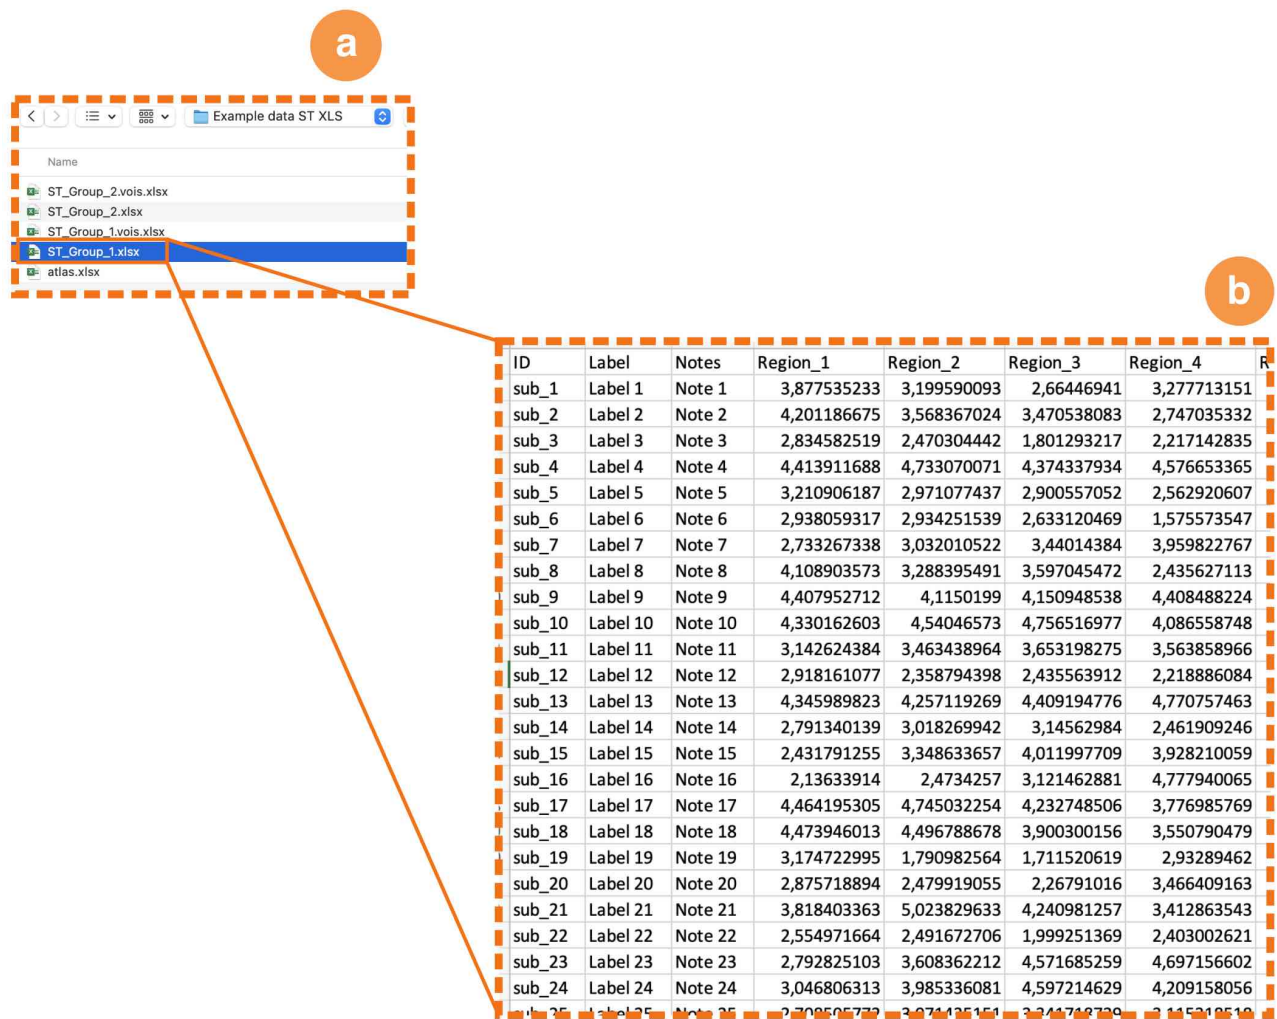 a
Example data ST XLS
Name
ST_Group_2.vois.xlsx
ST_Group_2.xlsx
ST_Group_1.vois.xlsx
ST_Group_1.xlsx
atlas.xlsx
b
ID Label Notes Region_1 Region_2 Region_3 Region_4 R
sub_1 Label 1 Note 1 3,877535233 3,199590093 2,66446941 3,277713151
sub_2 Label 2 Note 2 4,201186675 3,568367024 3,470538083 2,747035332
sub_3 Label 3 Note 3 2,834582519 2,470304442 1,801293217 2,217142835
sub_4 Label 4 Note 4 4,413911688 4,733070071 4,374337934 4,576653365
sub_5 Label 5 Note 5 3,210906187 2,971077437 2,900557052 2,562920607
sub_6 Label 6 Note 6 2,938059317 2,934251539 2,633120469 1,575573547
sub_7 Label 7 Note 7 2,733267338 3,032010522 3,44014384 3,959822767
sub_8 Label 8 Note 8 4,108903573 3,288395491 3,597045472 2,435627113
sub_9 Label 9 Note 9 4,407952712 4,1150199 4,150948538 4,408488224
sub_10 Label 10 Note 10 4,330162603 4,54046573 4,756516977 4,086558748
sub_11 Label 11 Note 11 3,142624384 3,463438964 3,653198275 3,563858966
sub_12 Label 12 Note 12 2,918161077 2,358794398 2,435563912 2,218886084
sub_13 Label 13 Note 13 4,345989823 4,257119269 4,409194776 4,770757463
sub_14 Label 14 Note 14 2,791340139 3,018269942 3,14562984 2,461909246
sub_15 Label 15 Note 15 2,431791255 3,348633657 4,011997709 3,928210059
sub_16 Label 16 Note 16 2,13633914 2,4734257 3,121462881 4,777940065
sub_17 Label 17 Note 17 4,464195305 4,745032254 4,232748506 3,776985769
sub_18 Label 18 Note 18 4,473946013 4,496788678 3,900300156 3,550790479
sub_19 Label 19 Note 19 3,174722995 1,790982564 1,711520619 2,93289462
sub_20 Label 20 Note 20 2,875718894 2,479919055 2,26791016 3,466409163
sub_21 Label 21 Note 21 3,818403363 5,023829633 4,240981257 3,412863543
sub_22 Label 22 Note 22 2,554971664 2,491672706 1,999251369 2,403002621
sub_23 Label 23 Note 23 2,792825103 3,608362212 4,571685259 4,697156602
sub_24 Label 24 Note 24 3,046806313 3,985336081 4,597214629 4,209158056